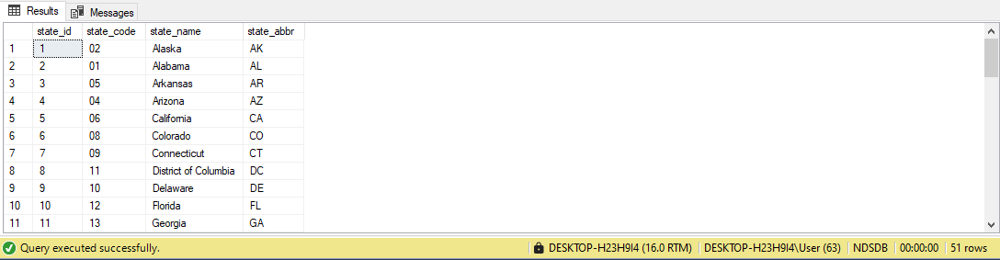 Results Messages
state_id state_code state_name state_abbr
1 1 02 Alaska AK
2 2 01 Alabama AL
3 3 05 Arkansas AR
4 4 04 Arizona AZ
5 5 06 California CA
6 6 08 Colorado CO
7 7 09 Connecticut CT
8 8 11 District of Columbia DC
9 9 10 Delaware DE
10 10 12 Florida FL
11 11 13 Georgia GA
Query executed successfully. DESKTOP-H23H9I4 (16.0 RTM) DESKTOP-H23H9I4\User (63) NDSDB 00:00:00 51 rows